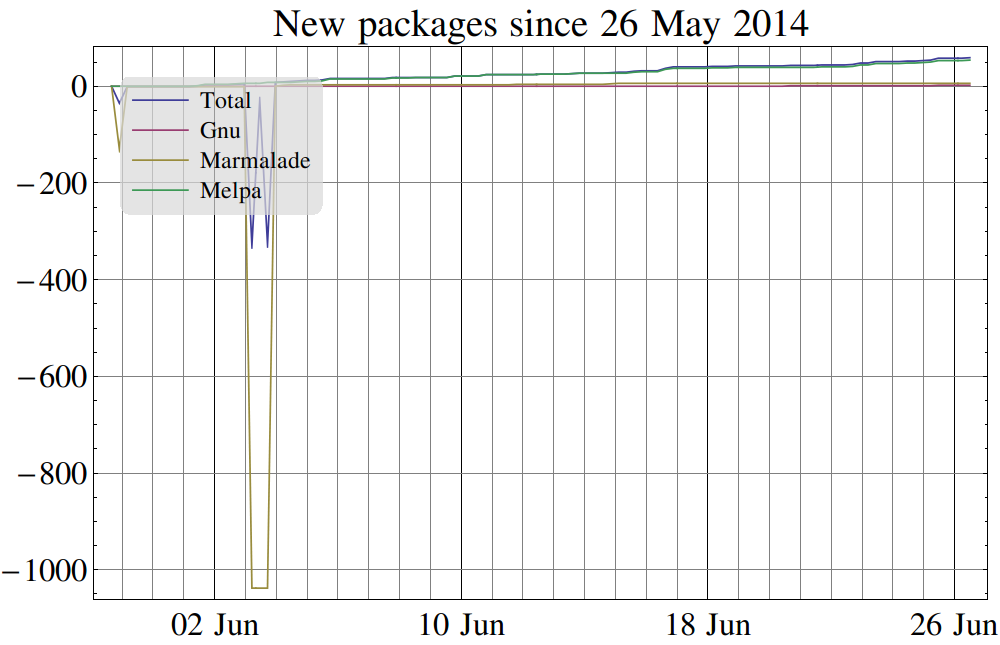 New packages since 26 May 2014
0
−200
−400
−600
−800
−1000
Total
Gnu
Marmalade
Melpa
02 Jun
10 Jun
18 Jun
26 Jun